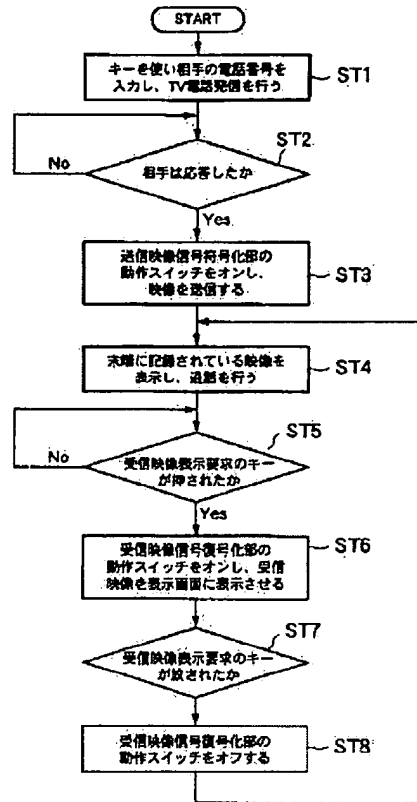 START
キーを使い相手の電話番号を
入力し、TV電話発信を行う
ST1
ST2
相手は応答したか
No
Yes
送信映像信号符号化部の
動作スイッチをオンし、
映像を送信する
ST3
末端に記録されている映像を
表示し、通話を行う
ST4
ST5
受信映像表示要求のキー
が押されたか
No
Yes
受信映像信号復号化部の
動作スイッチをオンし、受信
映像を表示画面に表示させる
ST6
ST7
受信映像表示要求のキー
が放されたか
受信映像信号復号化部の
動作スイッチをオフする
ST8